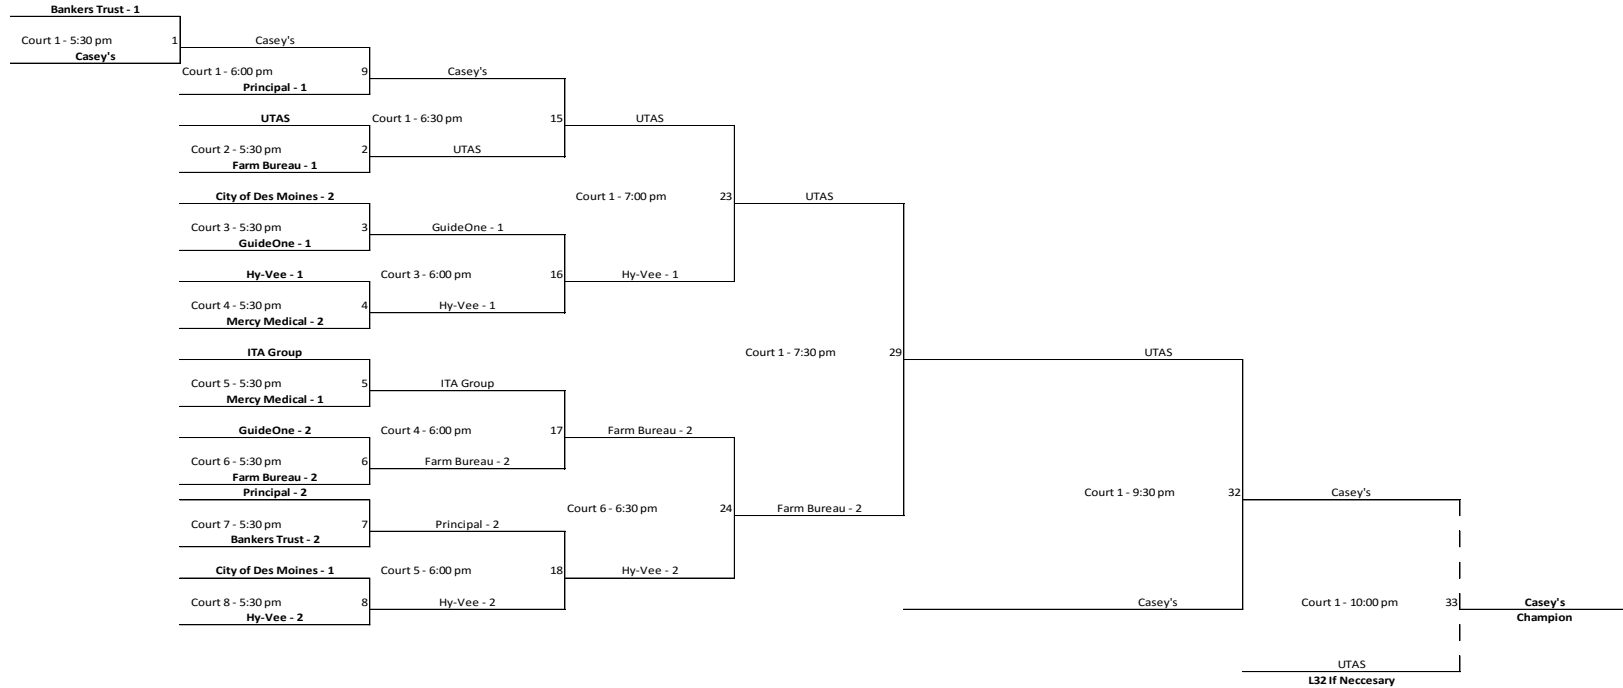 Bankers Trust - 1
Court 1 - 5:30 pm 1 Casey's
Casey's
Court 1 - 6:00 pm 9 Casey's
Principal - 1
UTAS Court 1 - 6:30 pm 15 UTAS
Court 2 - 5:30 pm 2 UTAS
Farm Bureau - 1
City of Des Moines - 2 Court 1 - 7:00 pm 23 UTAS
Court 3 - 5:30 pm 3 GuideOne - 1
GuideOne - 1
Hy-Vee - 1 Court 3 - 6:00 pm 16 Hy-Vee - 1
Court 4 - 5:30 pm 4 Hy-Vee - 1
Mercy Medical - 2
ITA Group Court 1 - 7:30 pm 29 UTAS
Court 5 - 5:30 pm 5 ITA Group
Mercy Medical - 1
GuideOne - 2 Court 4 - 6:00 pm 17 Farm Bureau - 2
Court 6 - 5:30 pm 6 Farm Bureau - 2
Farm Bureau - 2
Principal - 2 Court 1 - 9:30 pm 32 Casey's
Court 6 - 6:30 pm 24 Farm Bureau - 2
Court 7 - 5:30 pm 7 Principal - 2
Bankers Trust - 2
City of Des Moines - 1 Court 5 - 6:00 pm 18 Hy-Vee - 2
Court 8 - 5:30 pm 8 Hy-Vee - 2 Casey's Court 1 - 10:00 pm 33 Casey's
Hy-Vee - 2 Champion
UTAS
L32 If Neccesary